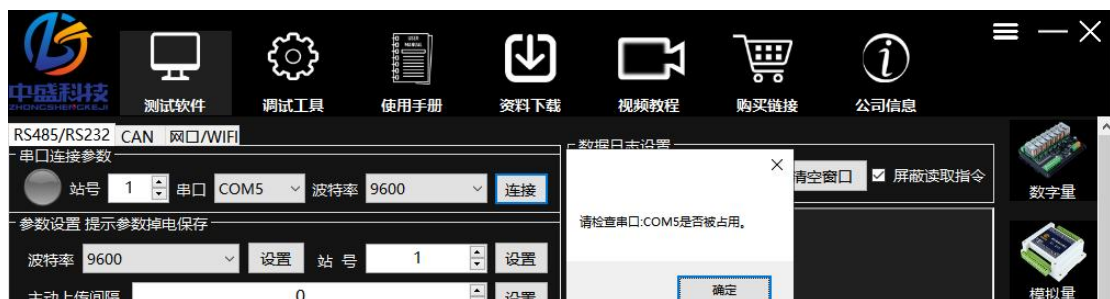 中盛科技
ZHONGSHENGKEJI
测试软件 调试工具 使用手册 资料下载 视频教程 购买链接 公司信息
RS485/RS232 CAN 网口/WIFI
串口连接参数
站号 1 串口 COM5 波特率 9600 连接
参数设置 提示参数掉电保存
波特率 9600 设置 站 号 1 设置
主动上传间隔 0 设置
数据日志设置
清空窗口 屏蔽读取指令
请检查串口:COM5是否被占用。
确定
数字量
模拟量